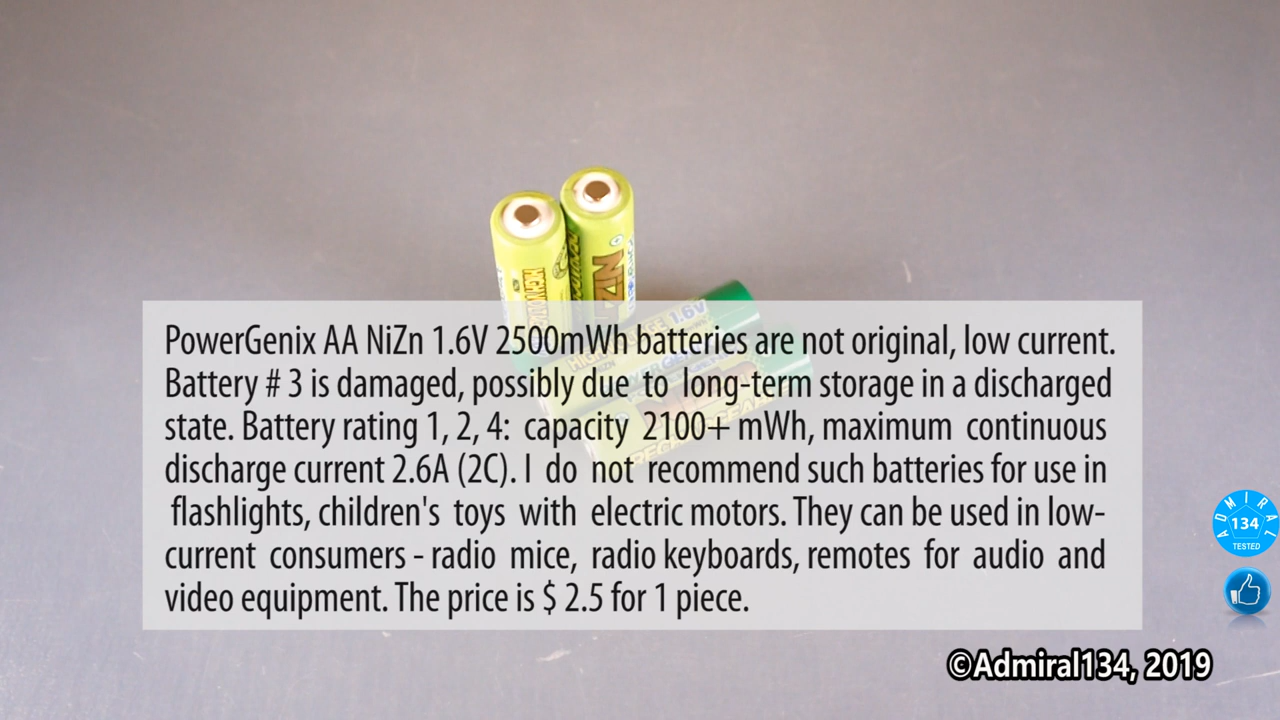 PowerGenix AA NiZn 1.6V 2500mWh batteries are not original, low current.
Battery # 3 is damaged, possibly due to long-term storage in a discharged
state. Battery rating 1, 2, 4: capacity 2100+ mWh, maximum continuous
discharge current 2.6A (2C). I do not recommend such batteries for use in
flashlights, children's toys with electric motors. They can be used in low-
current consumers - radio mice, radio keyboards, remotes for audio and
video equipment. The price is $ 2.5 for 1 piece.
ADMIRAL
134
TESTED
©Admiral134, 2019
1.6V